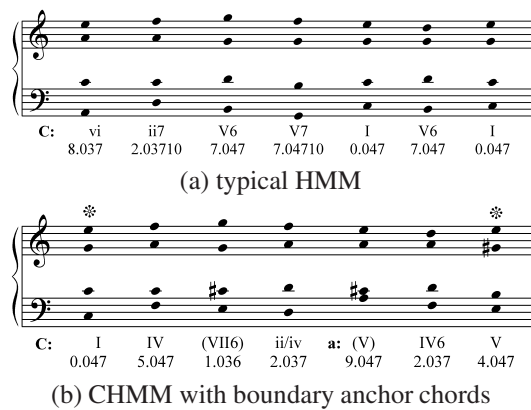 C: vi ii7 V6 V7 I V6 I
8.037 2.03710 7.047 7.04710 0.047 7.047 0.047
(a) typical HMM
C: I IV (VII6) ii/iv a: (V) IV6 V
0.047 5.047 1.036 2.037 9.047 2.037 4.047
(b) CHMM with boundary anchor chords